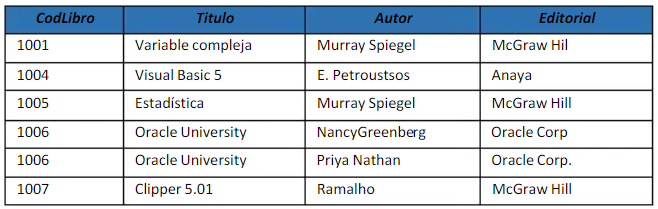 CodLibro Titulo Autor Editorial
1001 Variable compleja Murray Spiegel McGraw Hil
1004 Visual Basic 5 E. Petroustsos Anaya
1005 Estadística Murray Spiegel McGraw Hill
1006 Oracle University NancyGreenberg Oracle Corp
1006 Oracle University Priya Nathan Oracle Corp.
1007 Clipper 5.01 Ramalho McGraw Hill